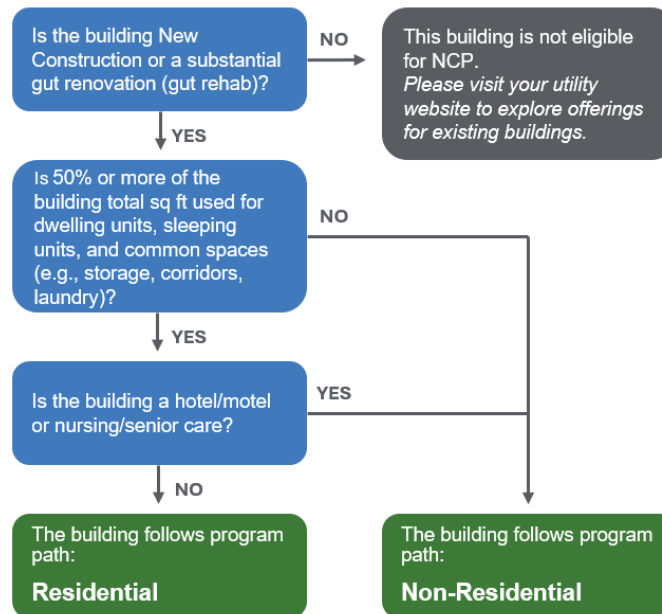 Is the building New
Construction or a substantial
gut renovation (gut rehab)?
NO
This building is not eligible
for NCP.
Please visit your utility
website to explore offerings
for existing buildings.
YES
Is 50% or more of the
building total sq ft used for
dwelling units, sleeping
units, and common spaces
(e.g., storage, corridors,
laundry)?
NO
YES
Is the building a hotel/motel
or nursing/senior care?
YES
NO
The building follows program
path:
Residential
The building follows program
path:
Non-Residential